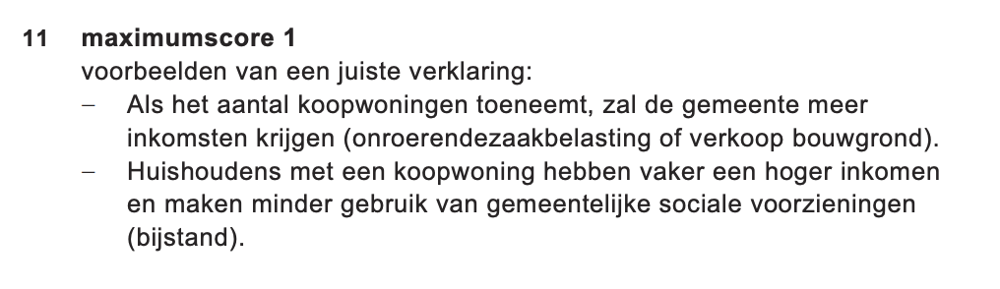 11 maximumscore 1
voorbeelden van een juiste verklaring:
− Als het aantal koopwoningen toeneemt, zal de gemeente meer
inkomsten krijgen (onroerendezaakbelasting of verkoop bouwgrond).
− Huishoudens met een koopwoning hebben vaker een hoger inkomen
en maken minder gebruik van gemeentelijke sociale voorzieningen
(bijstand).